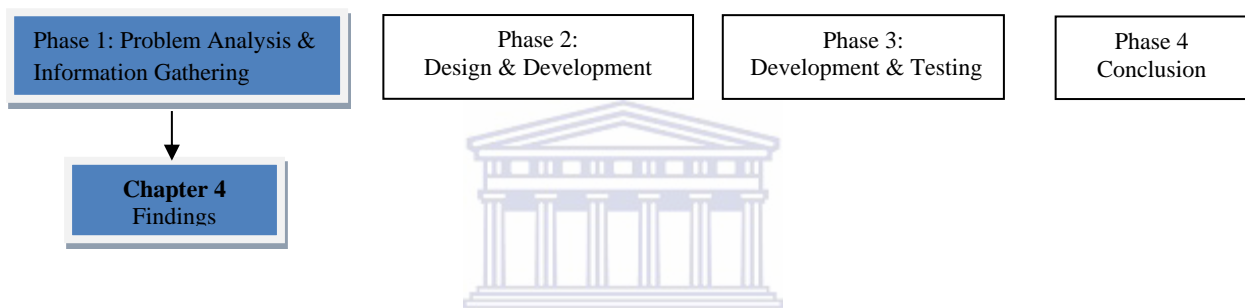 Phase 1: Problem Analysis &
Information Gathering
Phase 2:
Design & Development
Phase 3:
Development & Testing
Phase 4
Conclusion
Chapter 4
Findings